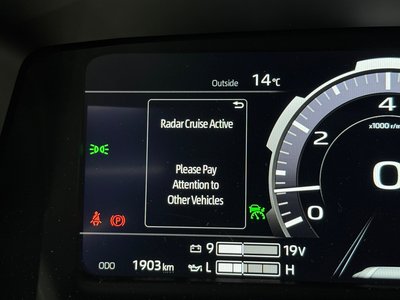 Outside 14°C
Radar Cruise Active
4
x1000 r/m
2
Please Pay
Attention to
Other Vehicles
0
0
(P)
9 19V
ODO 1903 km
L H